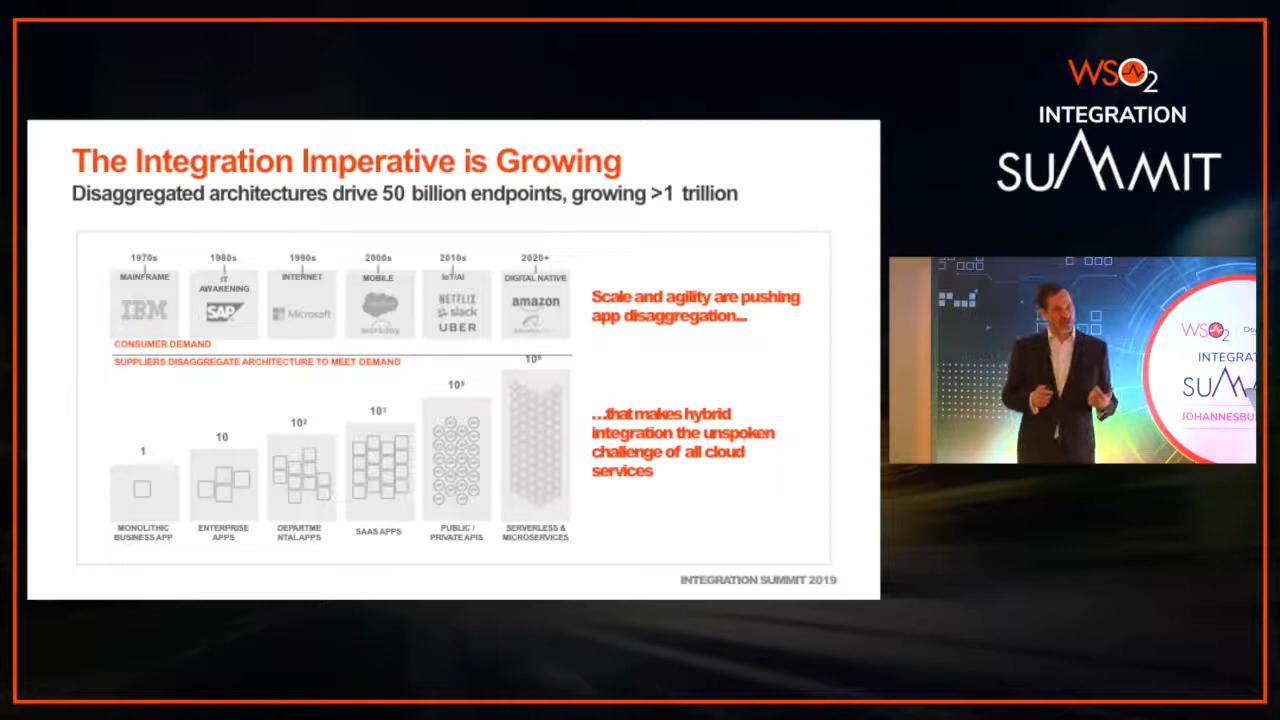 WSO2
INTEGRATION
SUMMIT
The Integration Imperative is Growing
Disaggregated architectures drive 50 billion endpoints, growing >1 trillion
1970s
1980s
1990s
2000s
2010s
2020+
MAINFRAME
IT
AWAKENING
INTERNET
MOBILE
IoT/AI
DIGITAL NATIVE
IBM
SAP
Microsoft
salesforce
workday
NETFLIX
slack
UBER
amazon
CONSUMER DEMAND
SUPPLIERS DISAGGREGATE ARCHITECTURE TO MEET DEMAND
1
10
10²
10³
MONOLITHIC
BUSINESS APP
ENTERPRISE
APPS
DEPARTME
NTAL APPS
SAAS APPS
PUBLIC /
PRIVATE APIS
SERVERLESS &
MICROSERVICES
Scale and agility are pushing
app disaggregation...
...that makes hybrid
integration the unspoken
challenge of all cloud
services
INTEGRATION SUMMIT 2019
WSO2
INTEGRA
SUM
JOHANNESBU